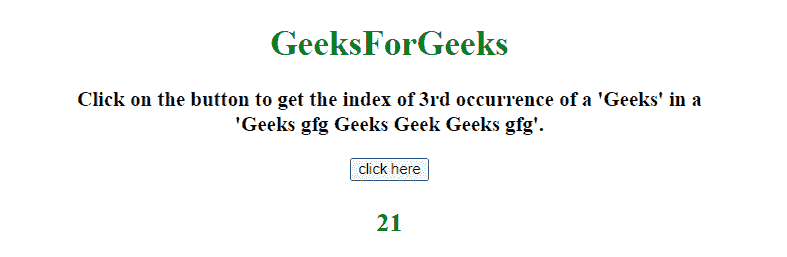 GeeksForGeeks
Click on the button to get the index of 3rd occurrence of a 'Geeks' in a
'Geeks gfg Geeks Geek Geeks gfg'.
click here
21